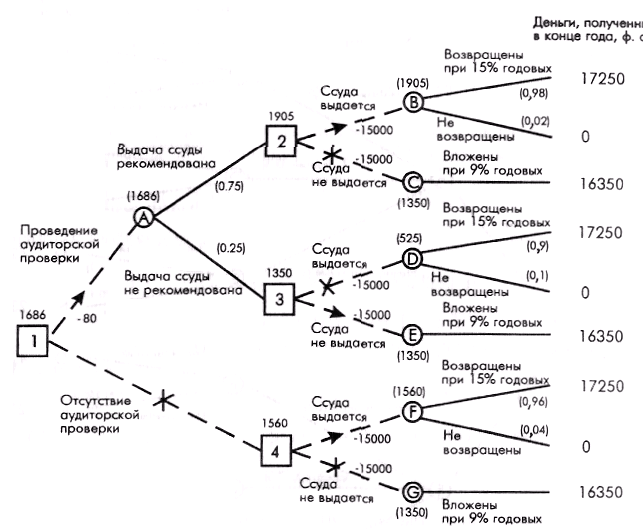 Деньги, полученны
в конце года, ф. с
Возвращены
при 15% годовых
17250
(1905)
B
(0,98)
Ссуда
выдается
-15000
1905
2
Не
возвращены
(0,02)
0
-15000
Ссуда
не выдается
Вложены
при 9% годовых
C
16350
(1350)
Выдача ссуды
рекомендована
(0.75)
(1686)
A
Проведение
аудиторской
проверки
-80
(0.25)
Выдача ссуды
не рекомендована
1350
3
Возвращены
при 15% годовых
17250
(525)
D
(0,9)
Ссуда
выдается
-15000
Не
возвращены
(0,1)
0
-15000
Ссуда
не выдается
Вложены
при 9% годовых
E
16350
(1350)
1686
1
Отсутствие
аудиторской
проверки
1560
4
Возвращены
при 15% годовых
17250
(1560)
F
(0,96)
Ссуда
выдается
-15000
Не
возвращены
(0,04)
0
-15000
Ссуда
не выдается
G
16350
(1350)
Вложены
при 9% годовых